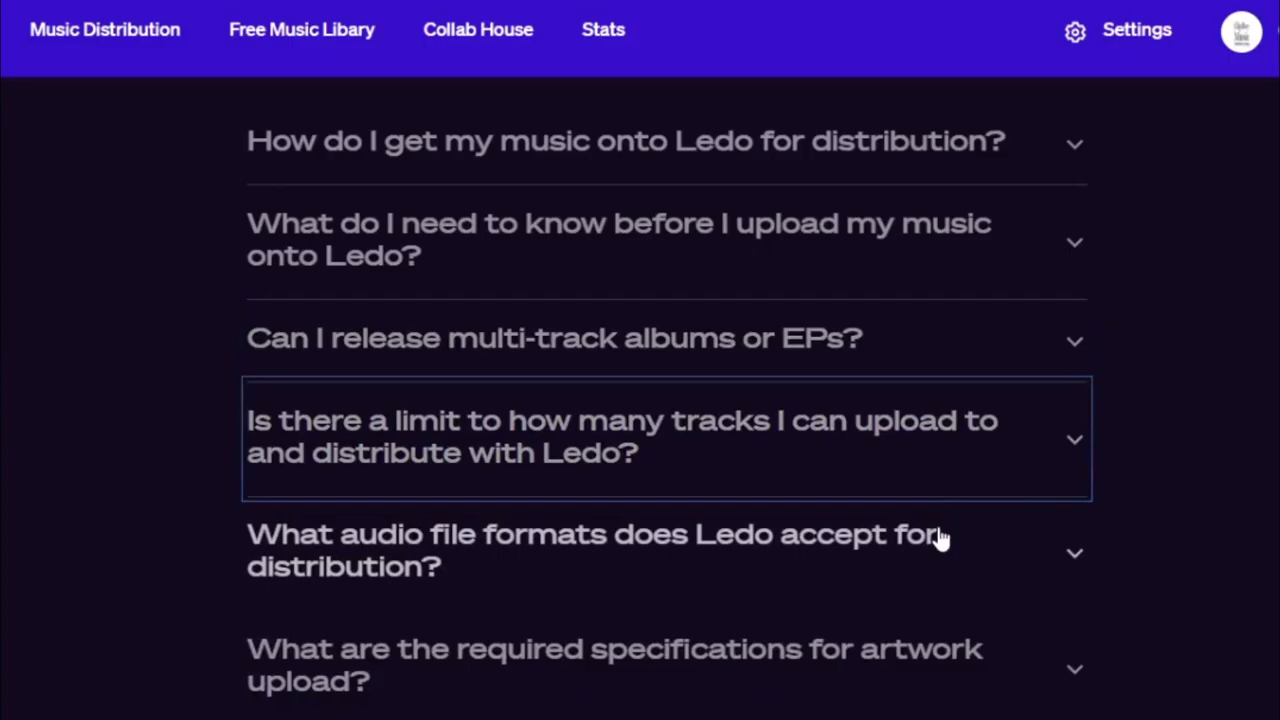 Music Distribution
Free Music Libary
Collab House
Stats
Settings
How do I get my music onto Ledo for distribution?
What do I need to know before I upload my music
onto Ledo?
Can I release multi-track albums or EPs?
Is there a limit to how many tracks I can upload to
and distribute with Ledo?
What audio file formats does Ledo accept for
distribution?
What are the required specifications for artwork
upload?